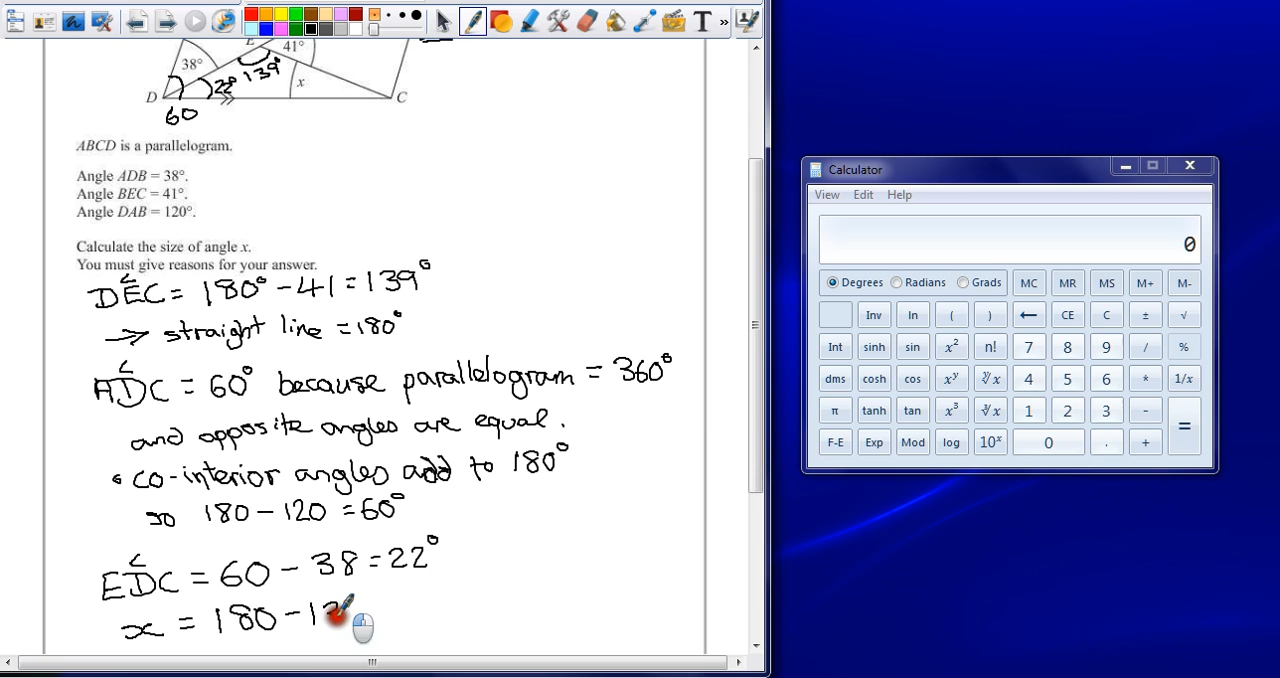 T »
E
41°
38°
22°
139°
x
D
C
60
ABCD is a parallelogram.
Angle ADB = 38°.
Angle BEC = 41°.
Angle DAB = 120°.
Calculate the size of angle x.
You must give reasons for your answer.
DEC = 180° - 41 = 139°
→ straight line = 180°
ADC = 60° because parallelogram = 360°
and opposite angles are equal.
• co-interior angles add to 180°
so 180 - 120 = 60°
EDC = 60 - 38 = 22°
x = 180 - 13
Calculator
View Edit Help
0
Degrees Radians Grads MC MR MS M+ M-
Inv ln ( ) ← CE C ± √
Int sinh sin x² n! 7 8 9 / %
dms cosh cos xʸ ʸ√x 4 5 6 * 1/x
π tanh tan x³ ³√x 1 2 3 - =
F-E Exp Mod log 10ˣ 0 . +